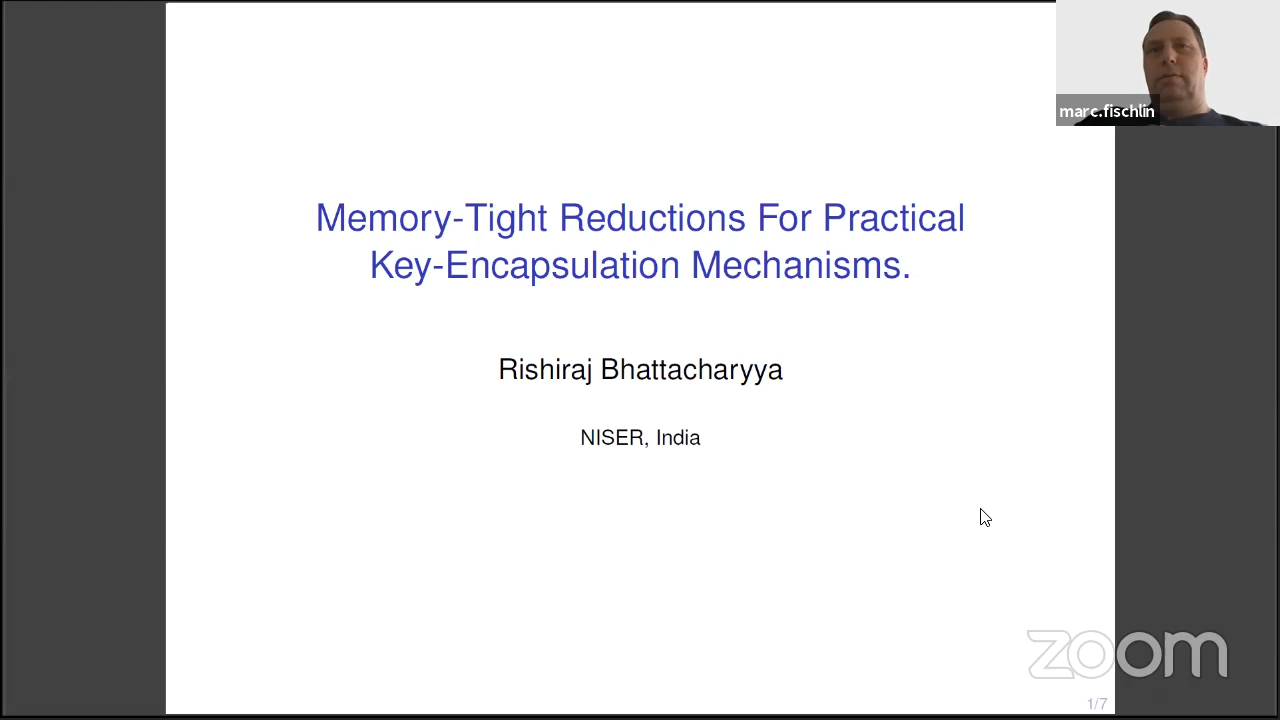 marc.fischlin
Memory-Tight Reductions For Practical
Key-Encapsulation Mechanisms.
Rishiraj Bhattacharyya
NISER, India
zoom
1/7